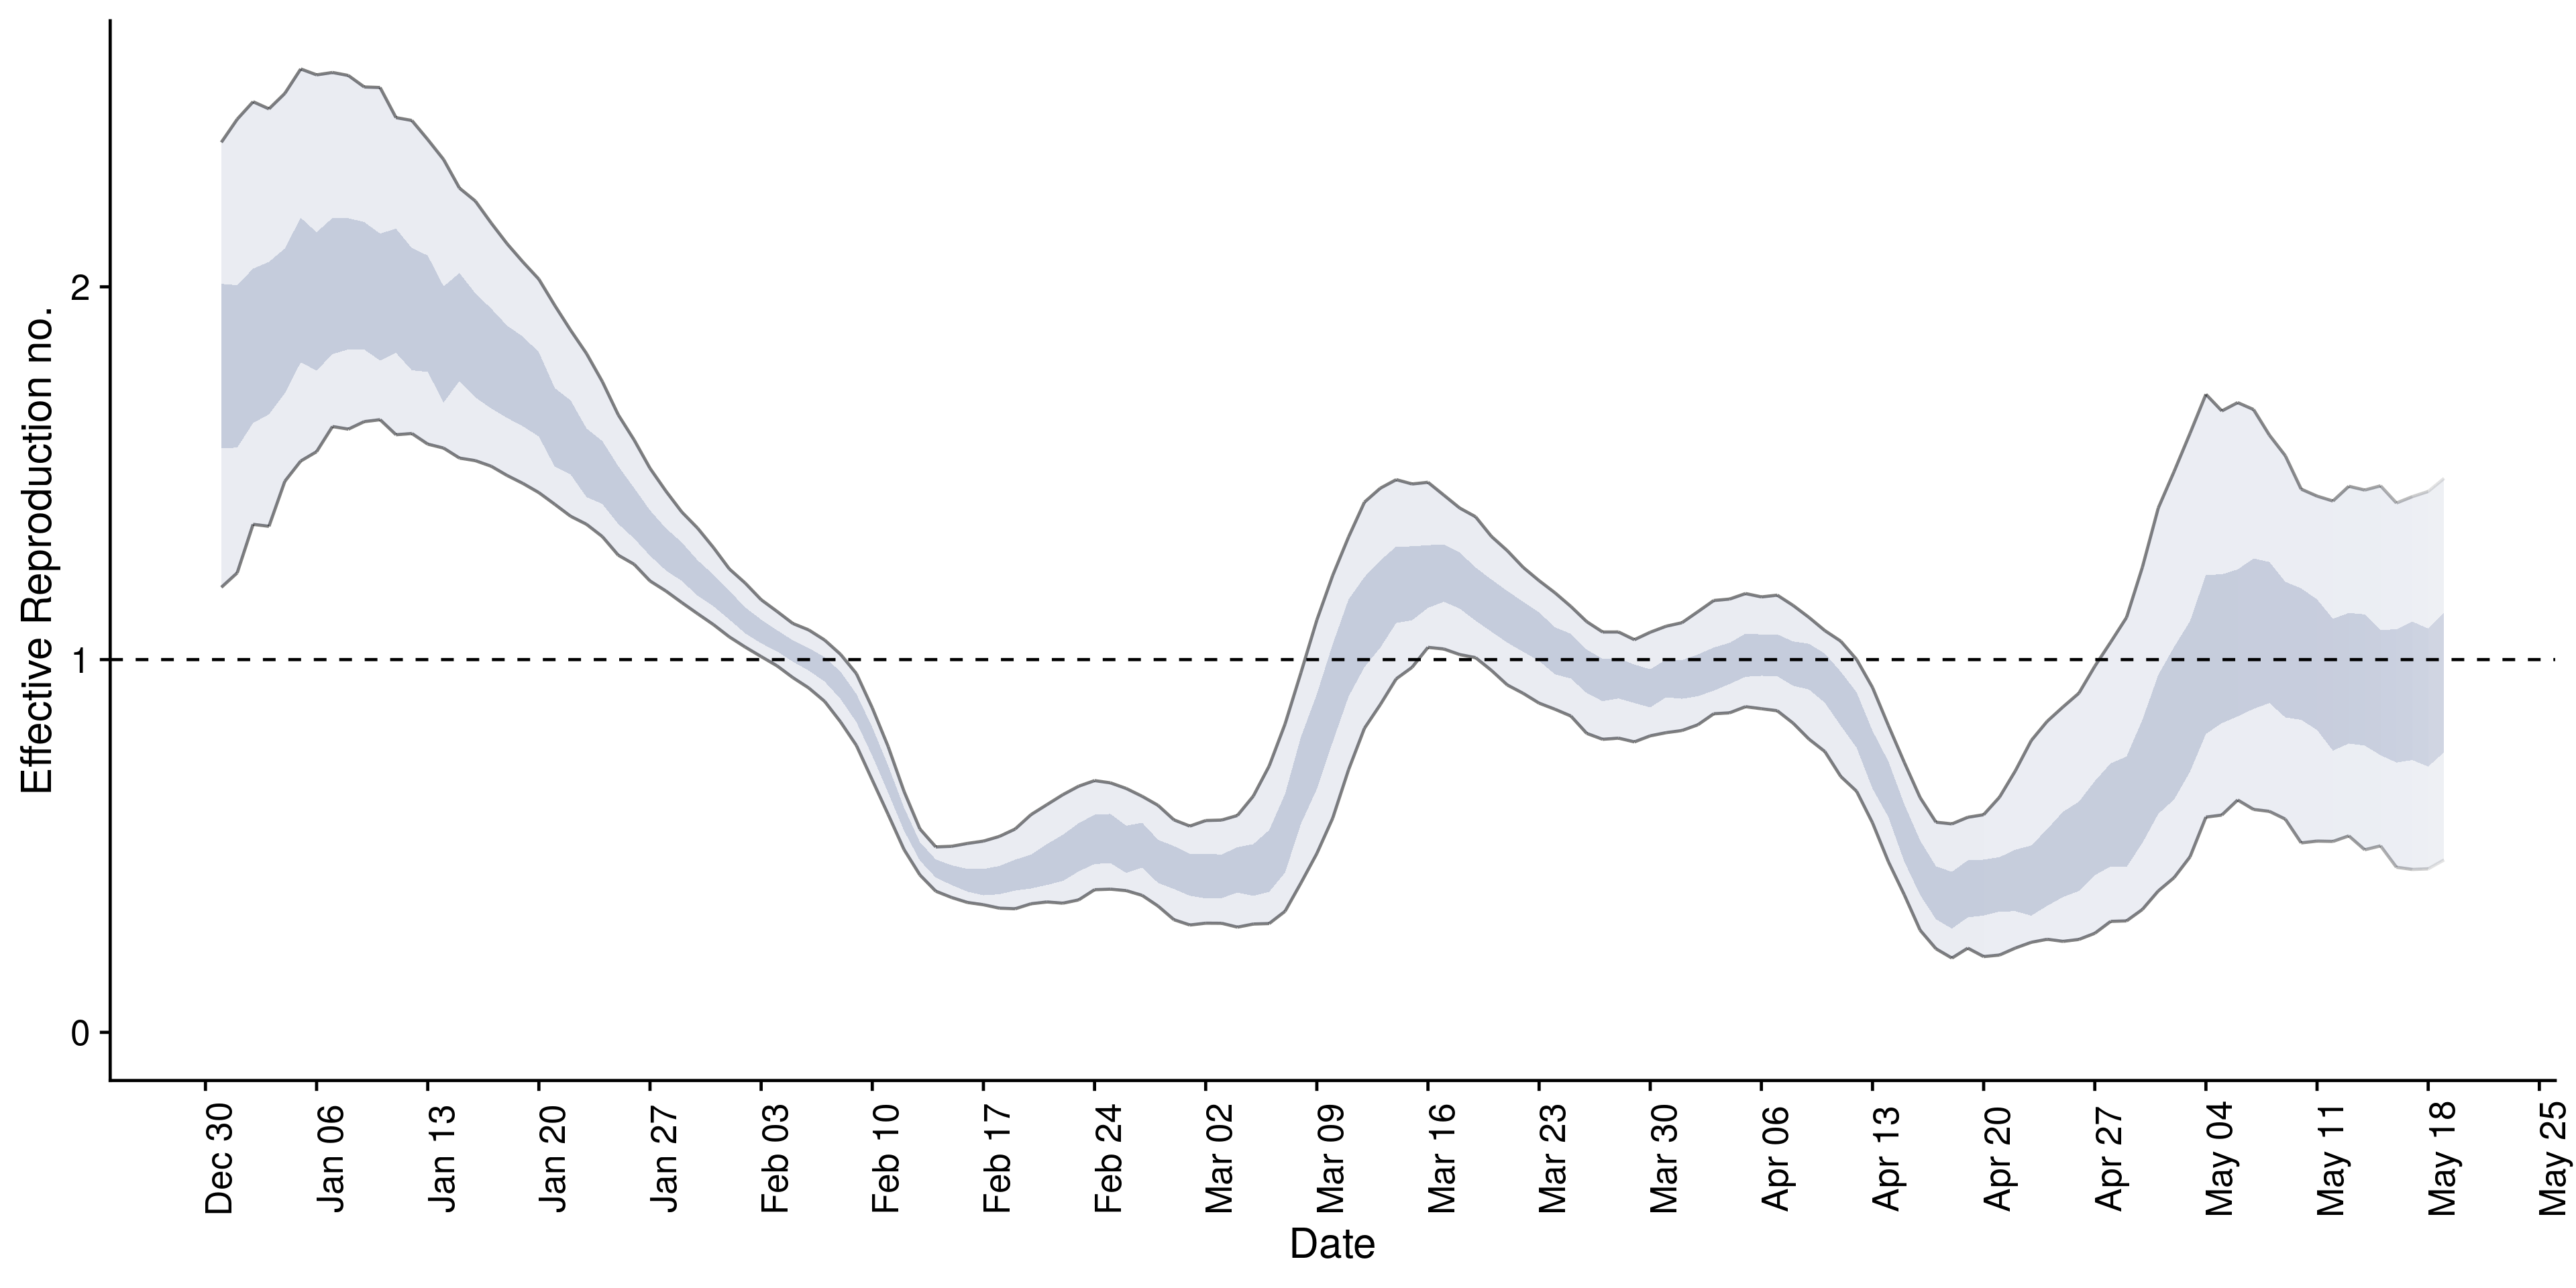 Effective Reproduction no.
2
1
0
Dec 30
Jan 06
Jan 13
Jan 20
Jan 27
Feb 03
Feb 10
Feb 17
Feb 24
Mar 02
Mar 09
Mar 16
Mar 23
Mar 30
Apr 06
Apr 13
Apr 20
Apr 27
May 04
May 11
May 18
May 25
Date